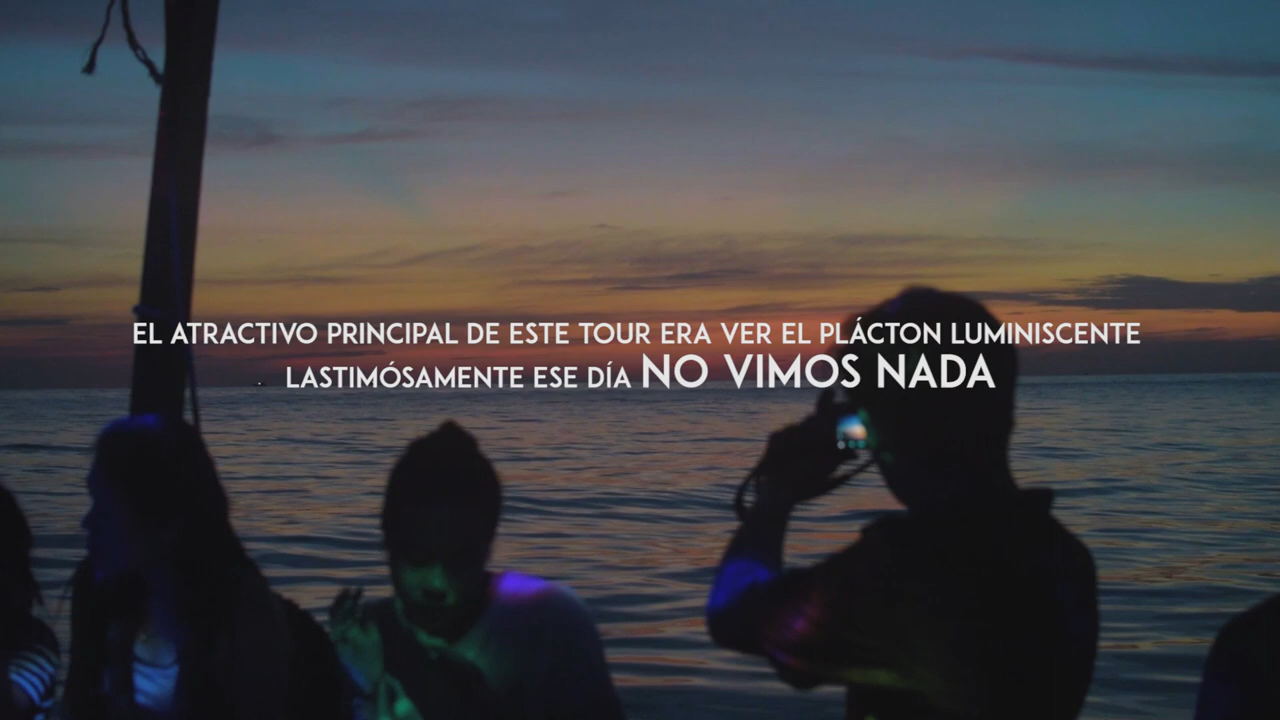 EL ATRACTIVO PRINCIPAL DE ESTE TOUR ERA VER EL PLÁCTON LUMINISCENTE
LASTIMÓSAMENTE ESE DÍA NO VIMOS NADA